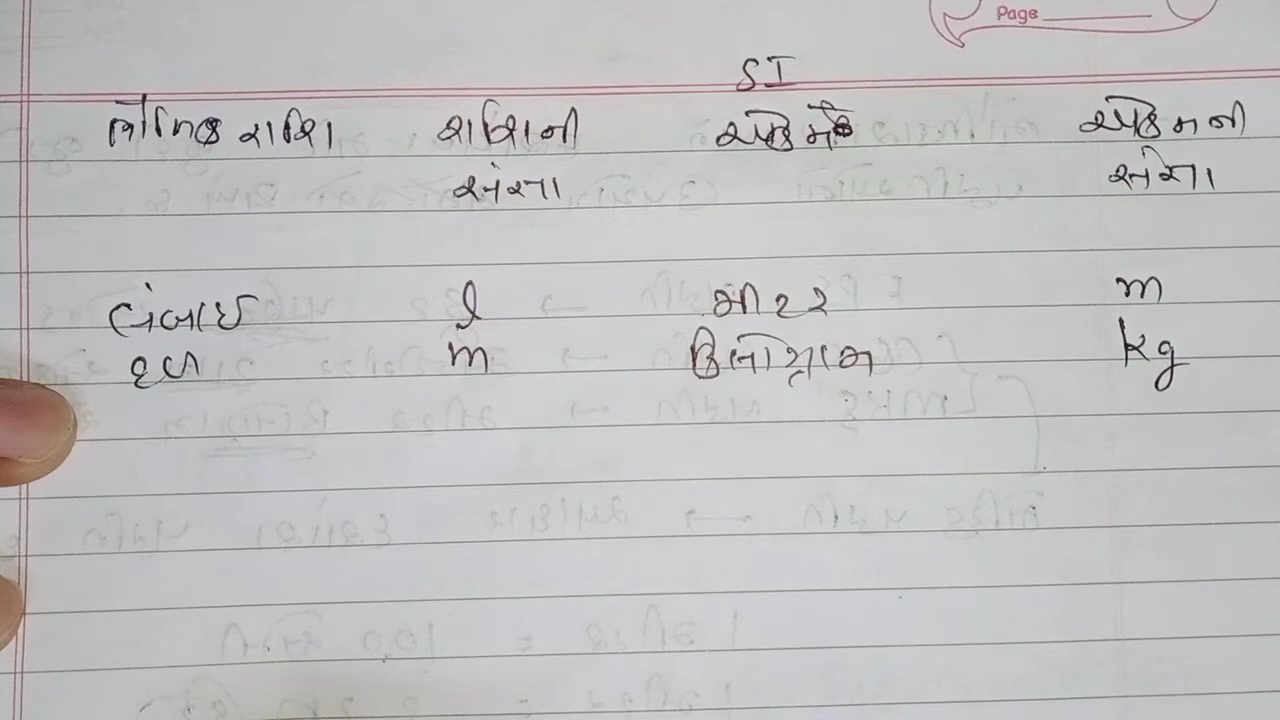 Page
SI
ભૌતિક રાશિ રાશિની એકમ એકમની
સંજ્ઞા સંજ્ઞા
લંબાઈ l મીટર m
દળ m કિલોગ્રામ kg